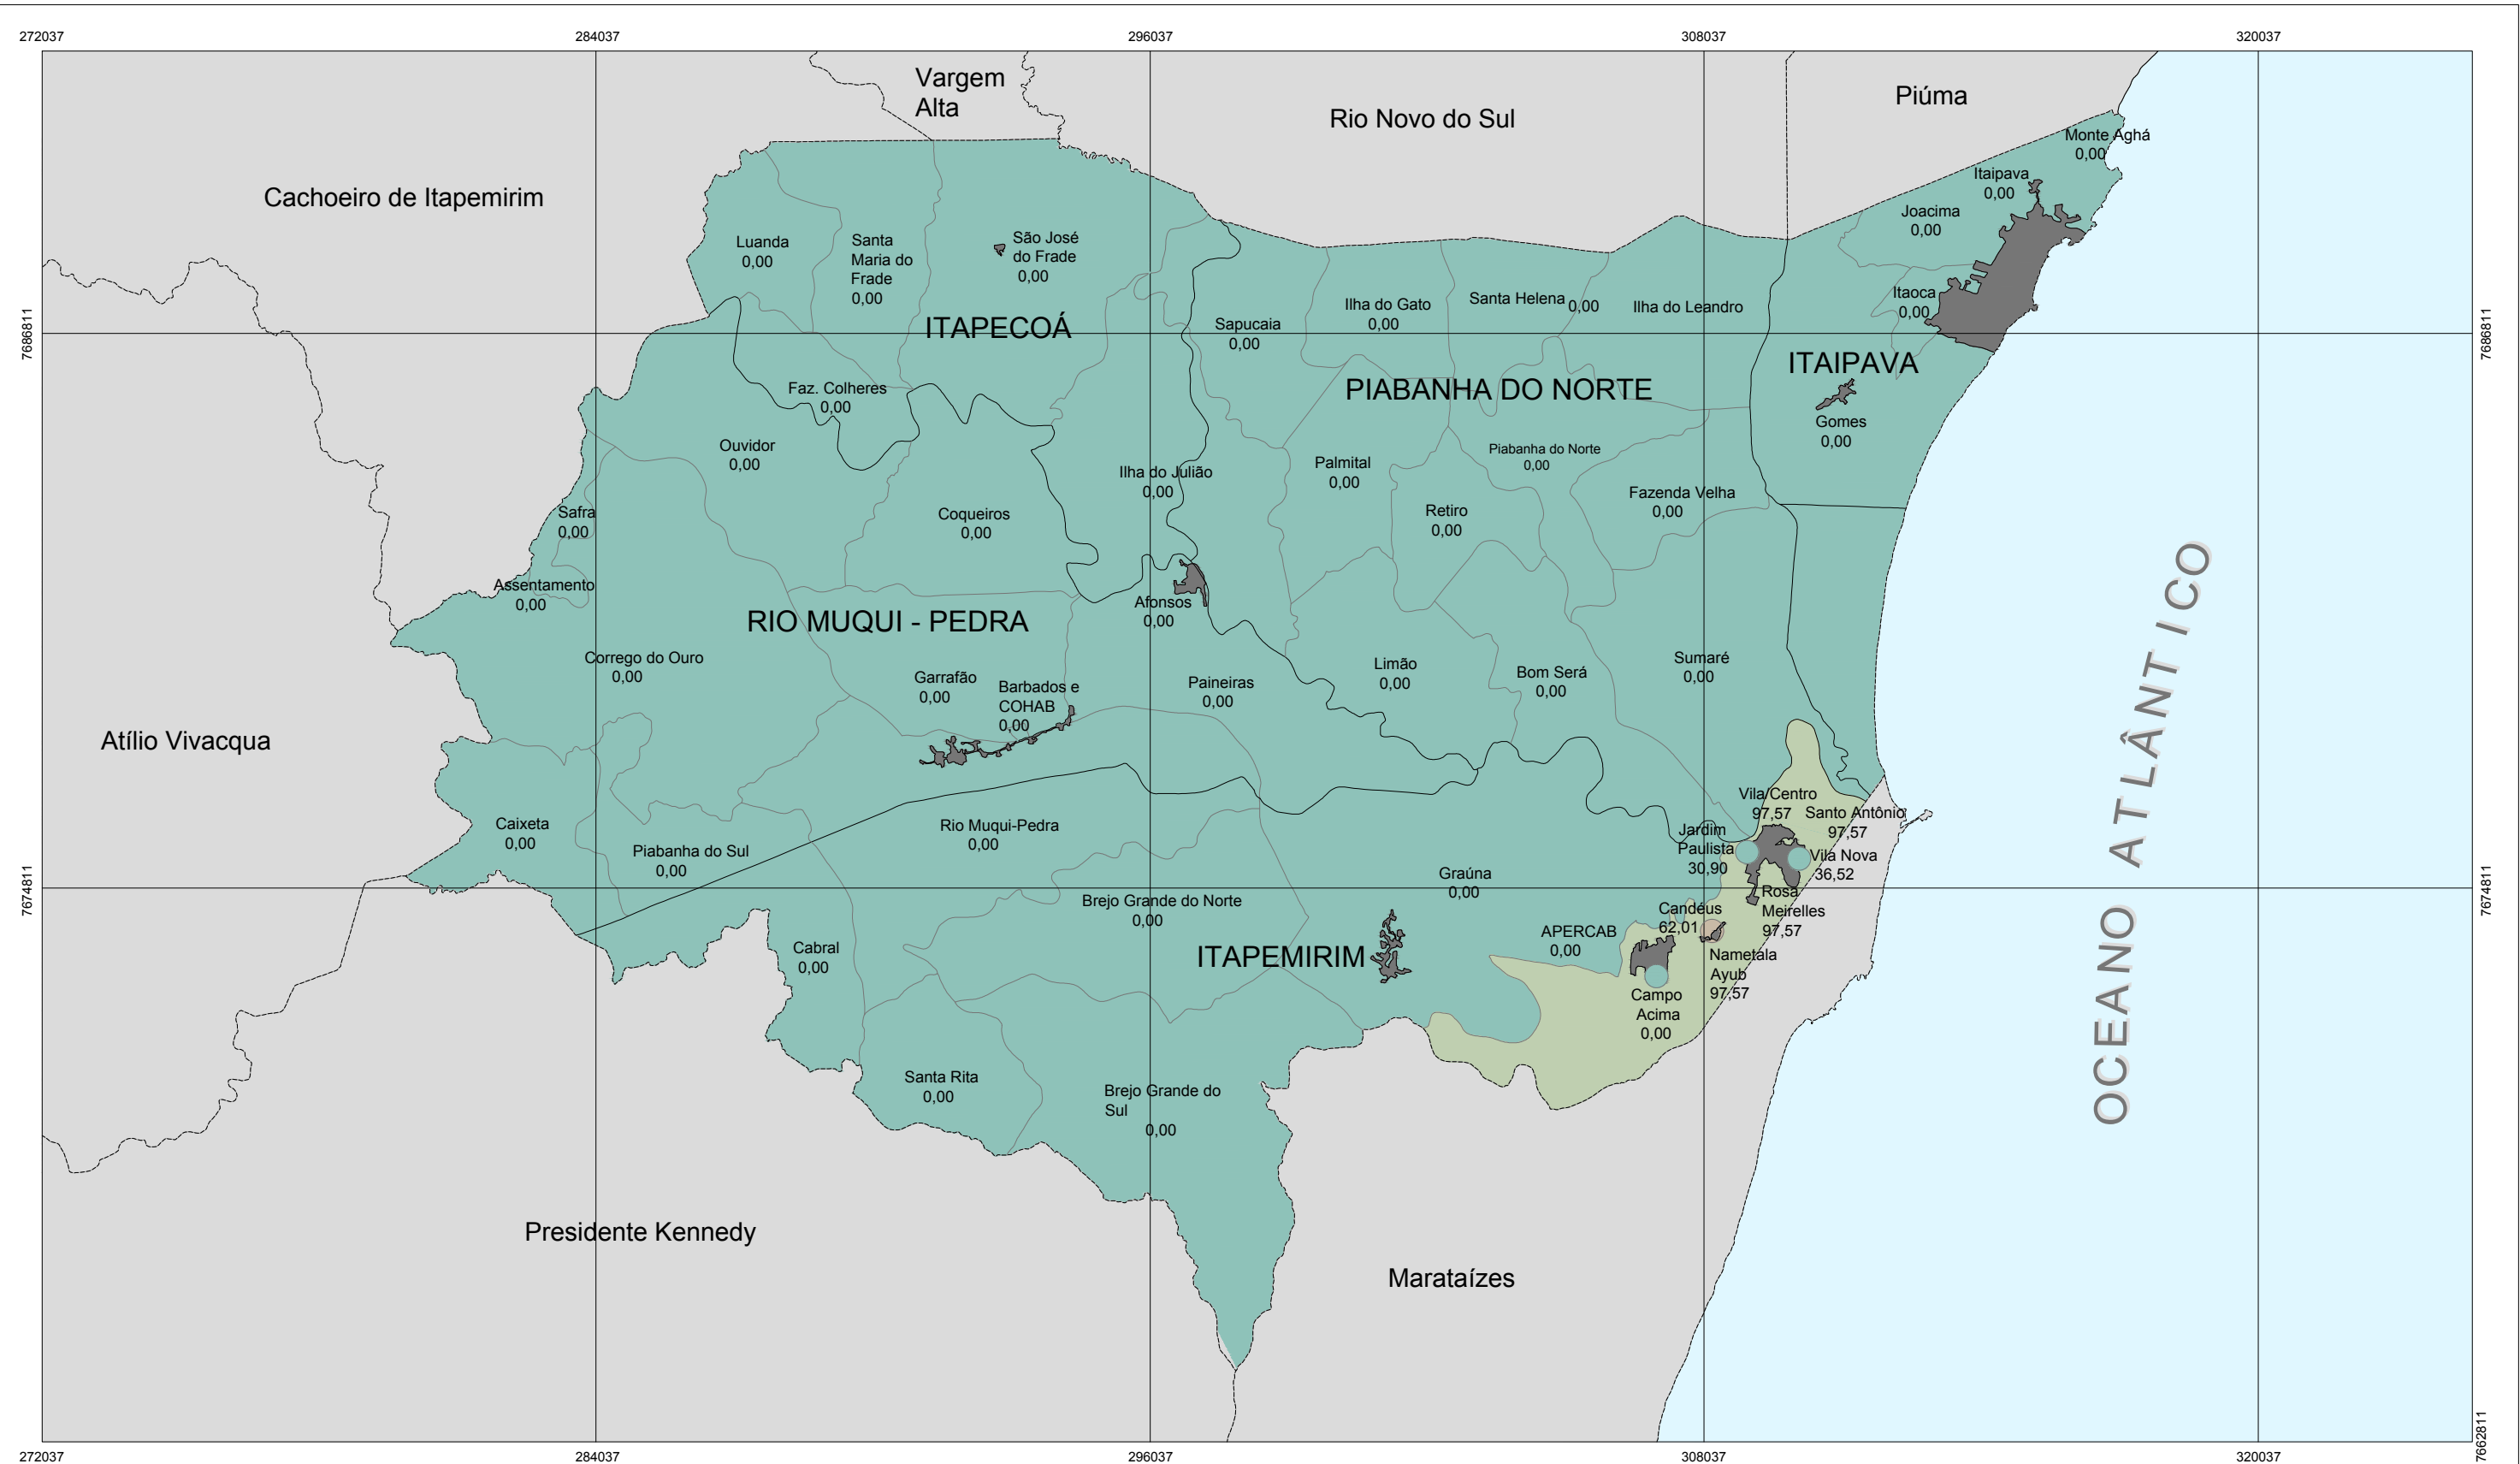 272037
284037
296037
308037
320037
Vargem
Alta
Rio Novo do Sul
Piúma
Cachoeiro de Itapemirim
Monte Aghá
0,00
Itaipava
0,00
Joacima
0,00
Luanda
0,00
Santa
Maria do
Frade
0,00
São José
do Frade
0,00
Itaoca
0,00
Ilha do Gato
0,00
Santa Helena
0,00
Ilha do Leandro
Sapucaia
0,00
ITAPECOÁ
7686811
7686811
ITAIPAVA
PIABANHA DO NORTE
Faz. Colheres
0,00
Gomes
0,00
Ouvidor
0,00
Piabanha do Norte
0,00
Ilha do Julião
0,00
Palmital
0,00
Fazenda Velha
0,00
Safra
0,00
Coqueiros
0,00
Retiro
0,00
Assentamento
0,00
Afonsos
0,00
RIO MUQUI - PEDRA
Corrego do Ouro
0,00
Garrafão
0,00
Barbados e
COHAB
0,00
Paineiras
0,00
Limão
0,00
Bom Será
0,00
Sumaré
0,00
OCEANO ATLÂNTICO
Atílio Vivacqua
Vila/Centro
97,57
Santo Antônio
97,57
Caixeta
0,00
Piabanha do Sul
0,00
Rio Muqui-Pedra
0,00
Jardim
Paulista
30,90
Vila Nova
36,52
Graúna
0,00
7674811
7674811
Rosa
Meirelles
97,57
Brejo Grande do Norte
0,00
Candéus
62,01
APERCAB
0,00
Cabral
0,00
ITAPEMIRIM
Nametala
Ayub
97,57
Campo
Acima
0,00
Santa Rita
0,00
Brejo Grande do
Sul
0,00
Presidente Kennedy
Marataízes
7662811
272037
284037
296037
308037
320037